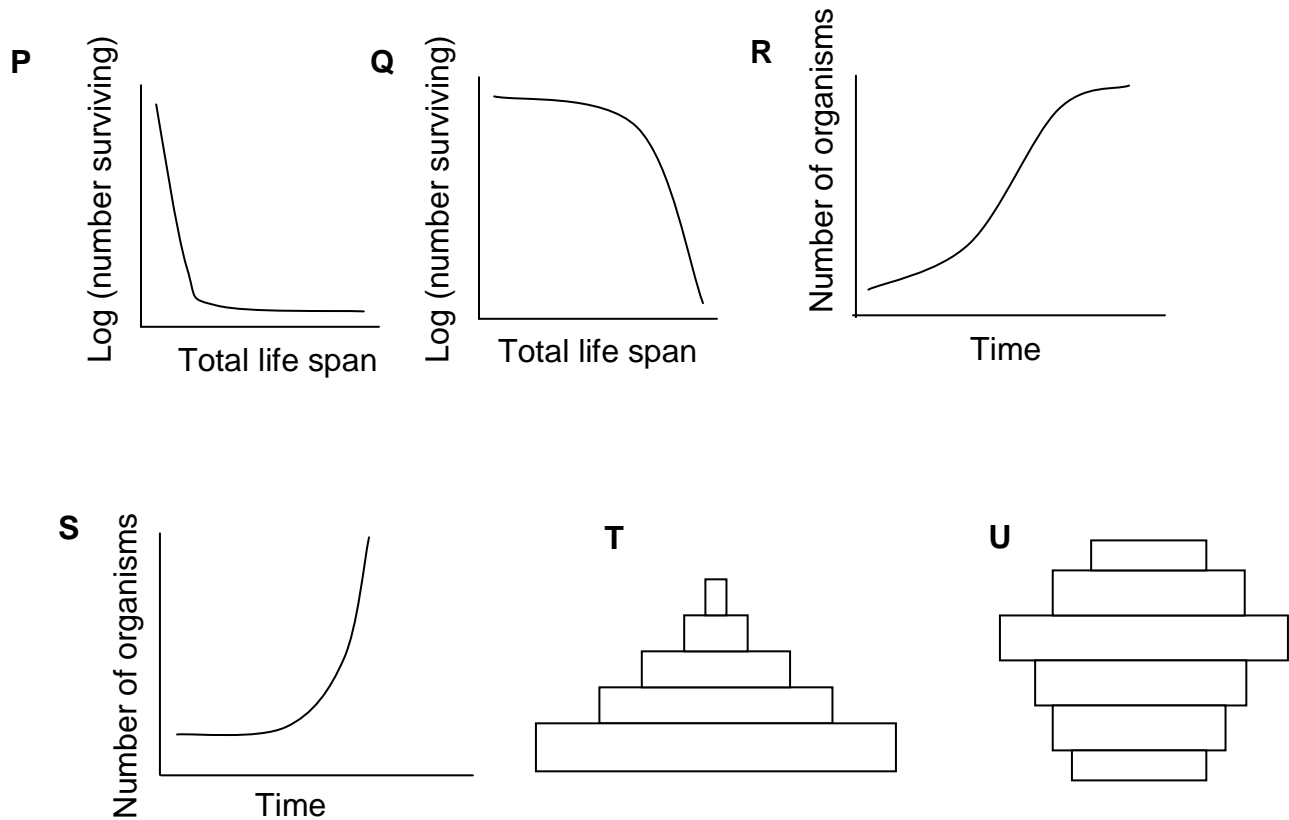 P
Log (number surviving)
Total life span
Q
Log (number surviving)
Total life span
R
Number of organisms
Time
S
Number of organisms
Time
T
U